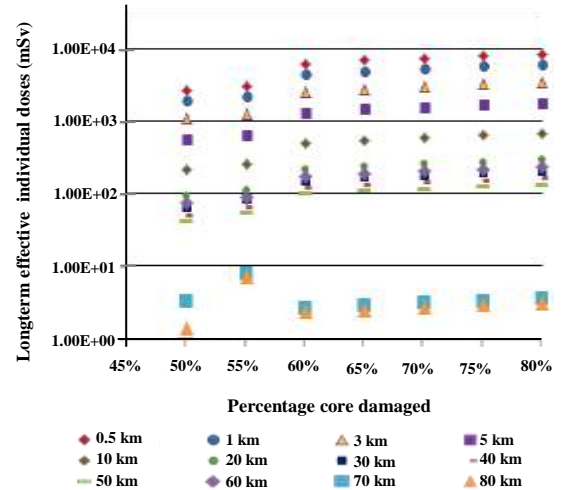 Longterm effective individual doses (mSv)
1.00E+04
1.00E+03
1.00E+02
1.00E+01
1.00E+00
45% 50% 55% 60% 65% 70% 75% 80%
Percentage core damaged
0.5 km 1 km 3 km 5 km
10 km 20 km 30 km 40 km
50 km 60 km 70 km 80 km